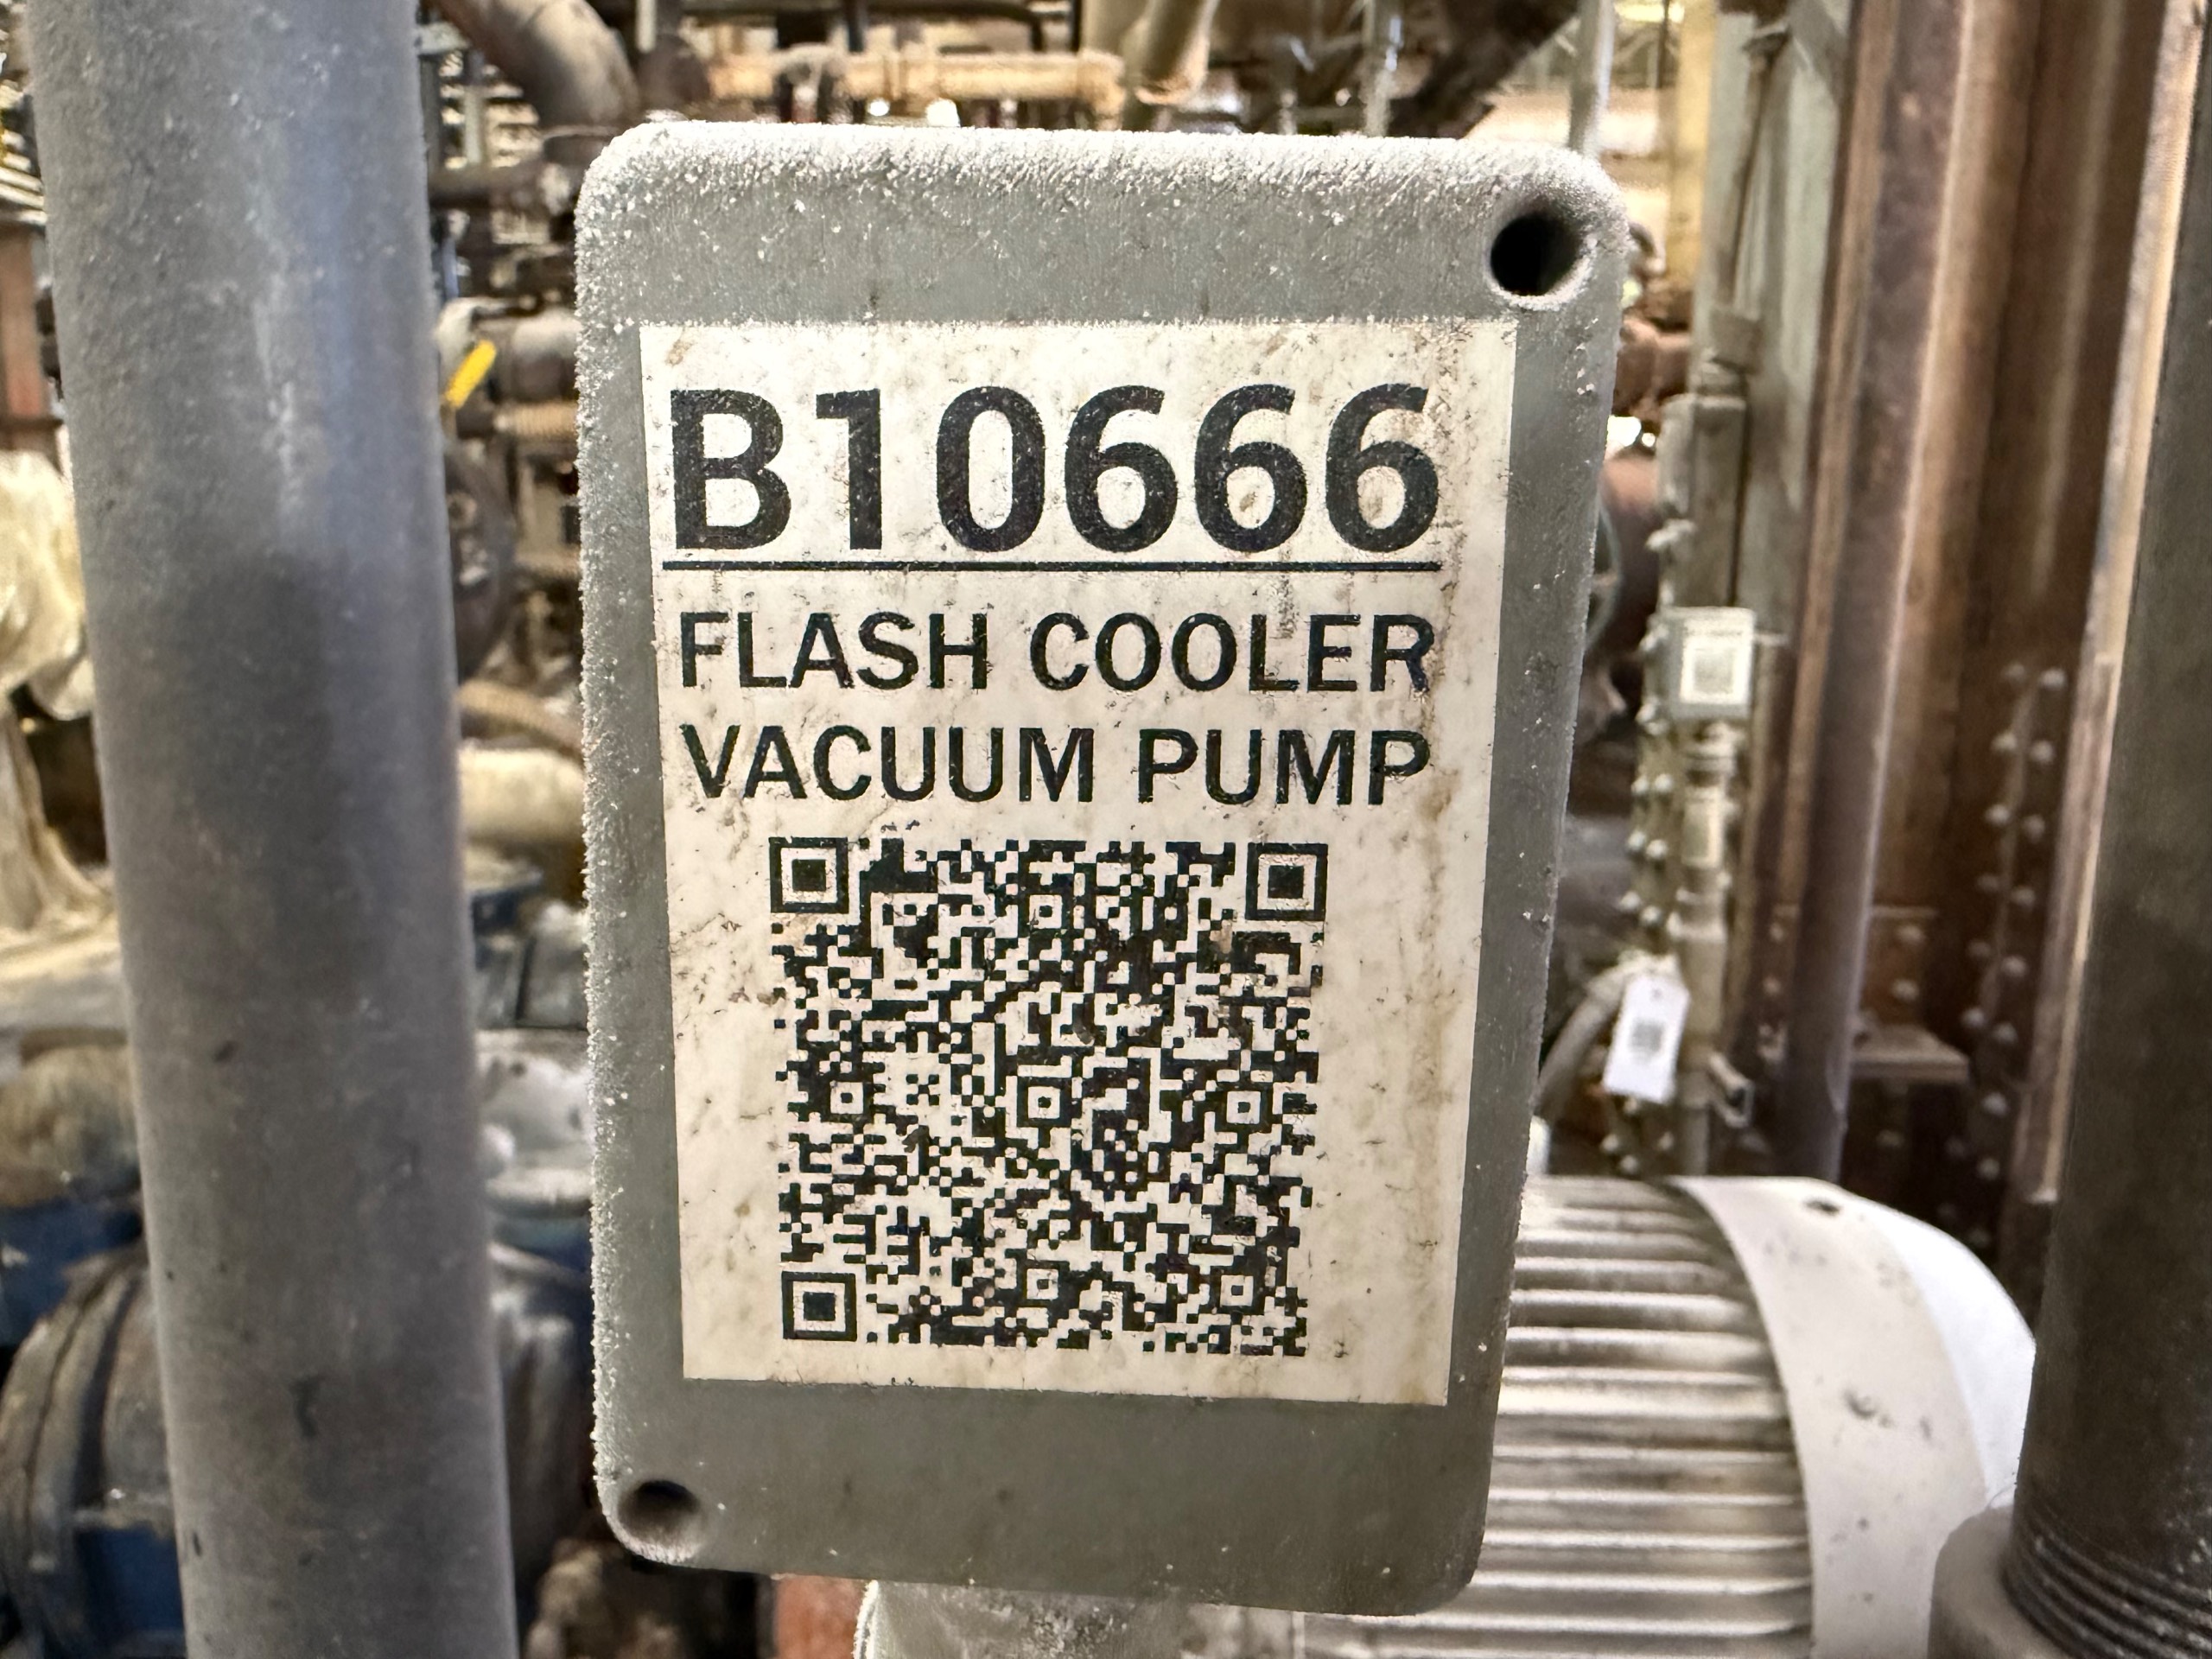 B10666
FLASH COOLER
VACUUM PUMP